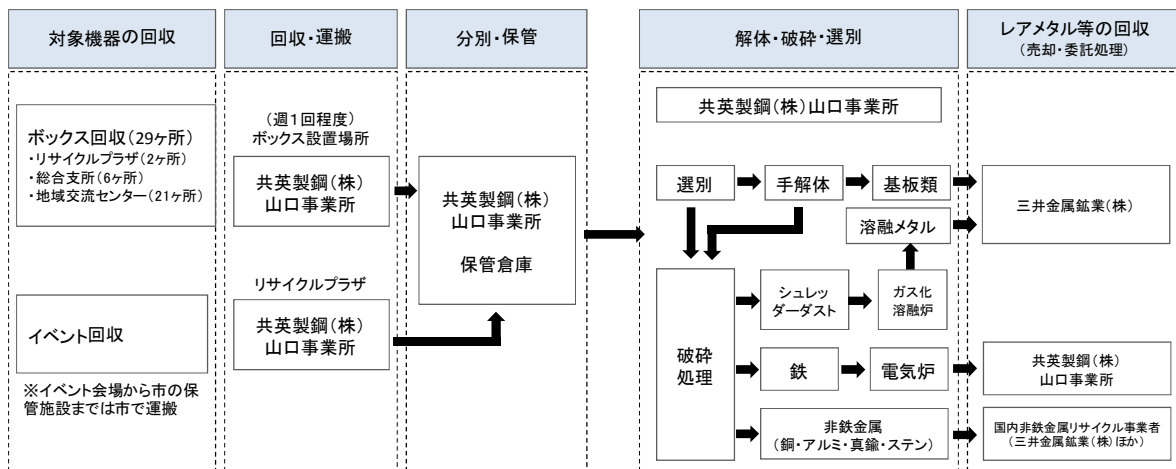 対象機器の回収
回収・運搬
分別・保管
解体・破砕・選別
レアメタル等の回収
(売却・委託処理)
ボックス回収(29ヶ所)
・リサイクルプラザ(2ヶ所)
・総合支所(6ヶ所)
・地域交流センター(21ヶ所)
イベント回収
※イベント会場から市の保
管施設までは市で運搬
(週1回程度)
ボックス設置場所
共英製鋼(株)
山口事業所
リサイクルプラザ
共英製鋼(株)
山口事業所
共英製鋼(株)
山口事業所
保管倉庫
共英製鋼(株)山口事業所
選別
手解体
基板類
溶融メタル
シュレッ
ダーダスト
ガス化
溶融炉
破砕
処理
鉄
電気炉
非鉄金属
(銅・アルミ・真鍮・ステン)
三井金属鉱業(株)
共英製鋼(株)
山口事業所
国内非鉄金属リサイクル事業者
(三井金属鉱業(株)ほか)